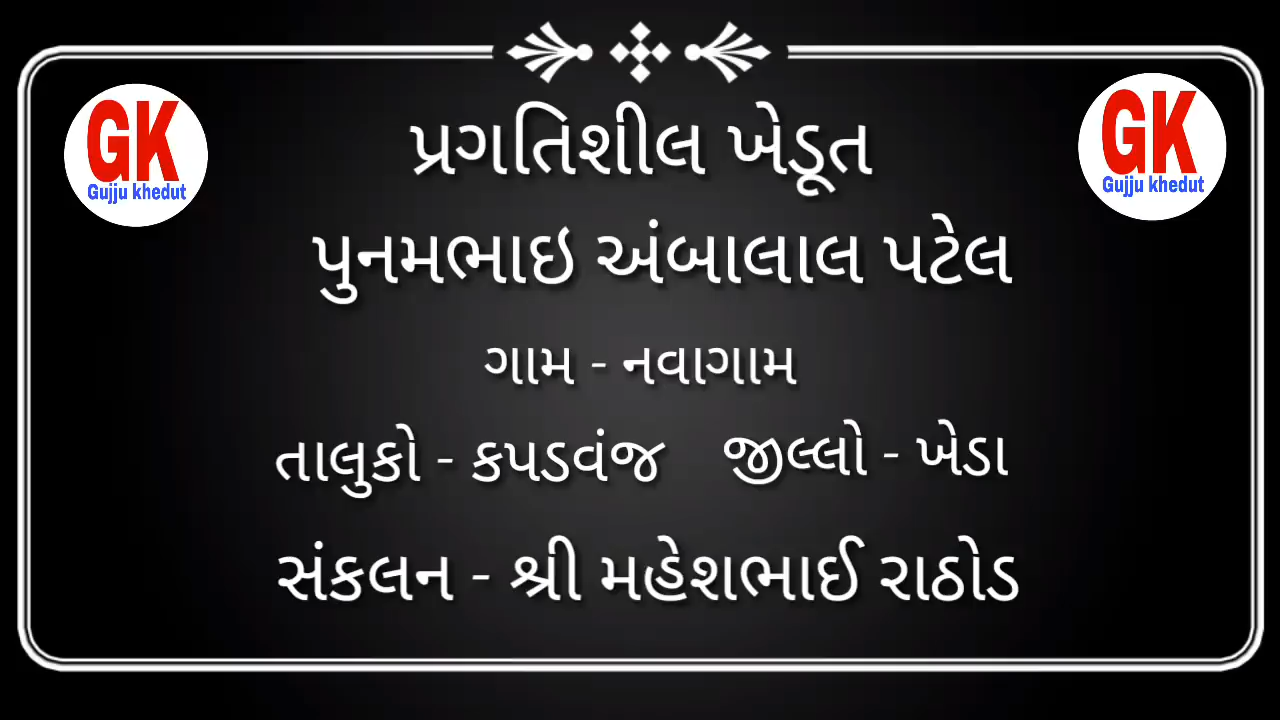 GK
Gujju khedut
GK
Gujju khedut
પ્રગતિશીલ ખેડૂત
પુનમભાઇ અંબાલાલ પટેલ
ગામ - નવાગામ
તાલુકો - કપડવંજ જીલ્લો - ખેડા
સંકલન - શ્રી મહેશભાઈ રાઠોડ